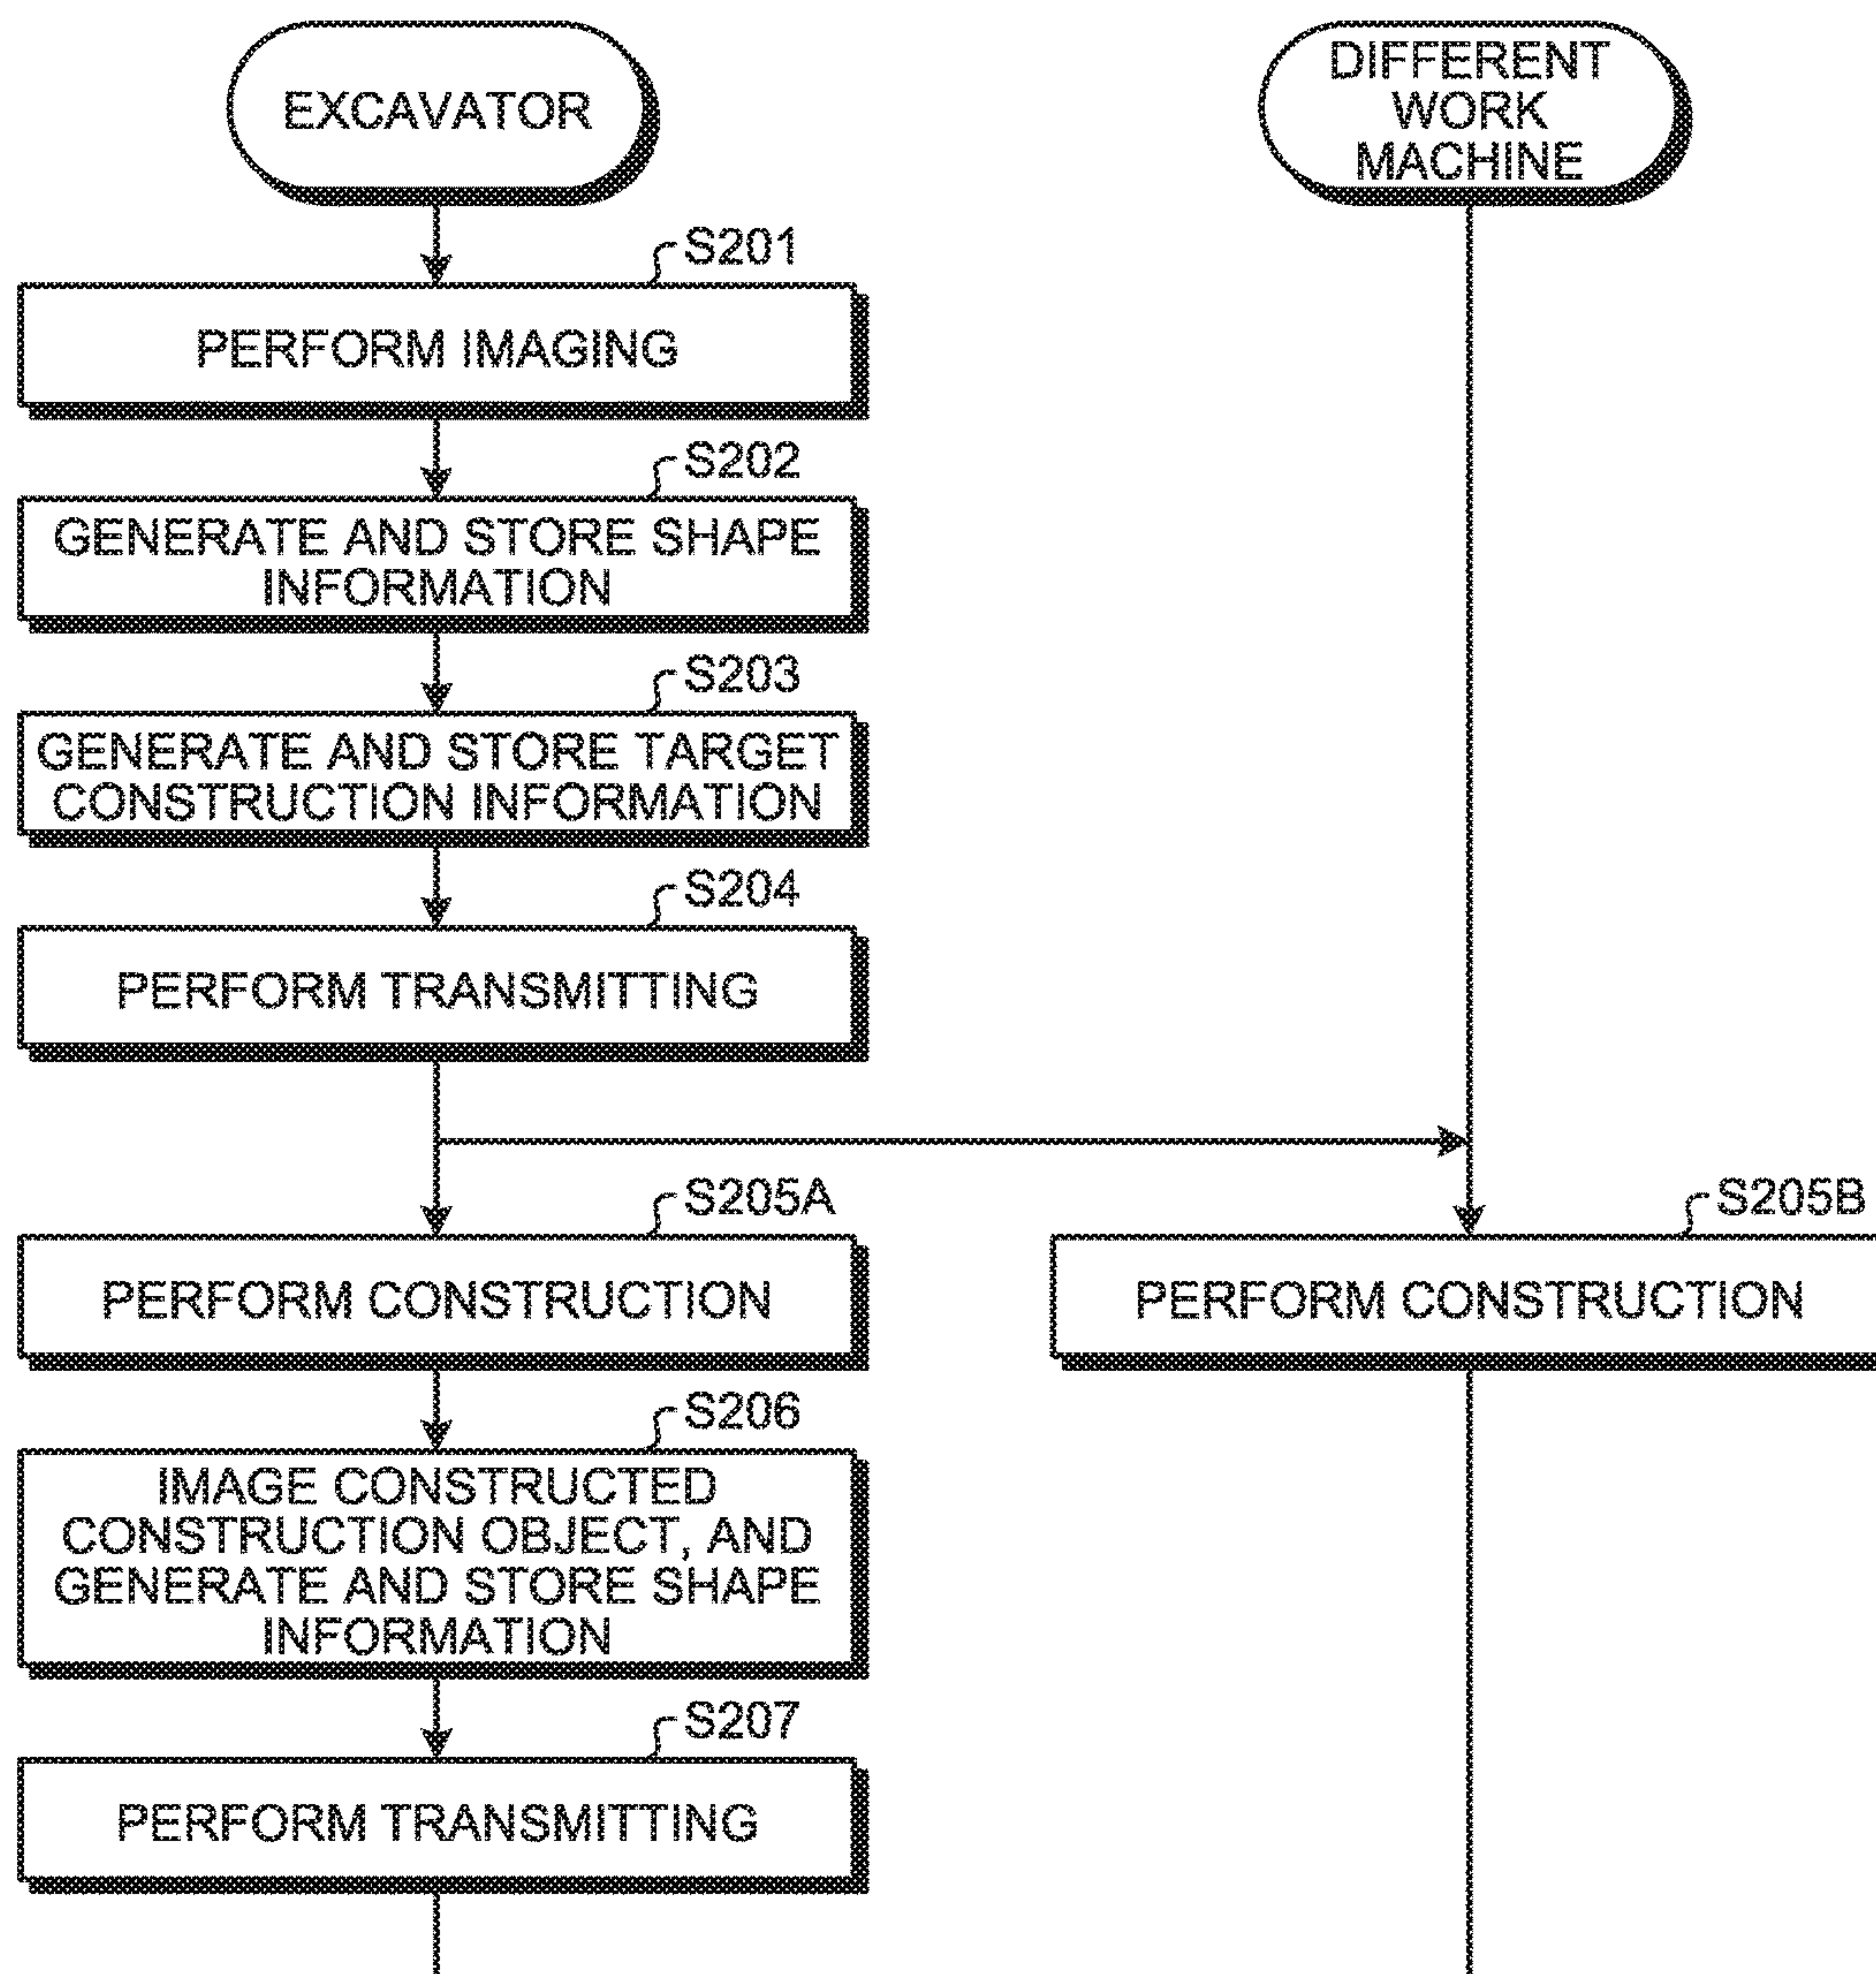 EXCAVATOR
DIFFERENT
WORK
MACHINE
S201
PERFORM IMAGING
S202
GENERATE AND STORE SHAPE
INFORMATION
S203
GENERATE AND STORE TARGET
CONSTRUCTION INFORMATION
S204
PERFORM TRANSMITTING
S205A
PERFORM CONSTRUCTION
S205B
PERFORM CONSTRUCTION
S206
IMAGE CONSTRUCTED
CONSTRUCTION OBJECT, AND
GENERATE AND STORE SHAPE
INFORMATION
S207
PERFORM TRANSMITTING